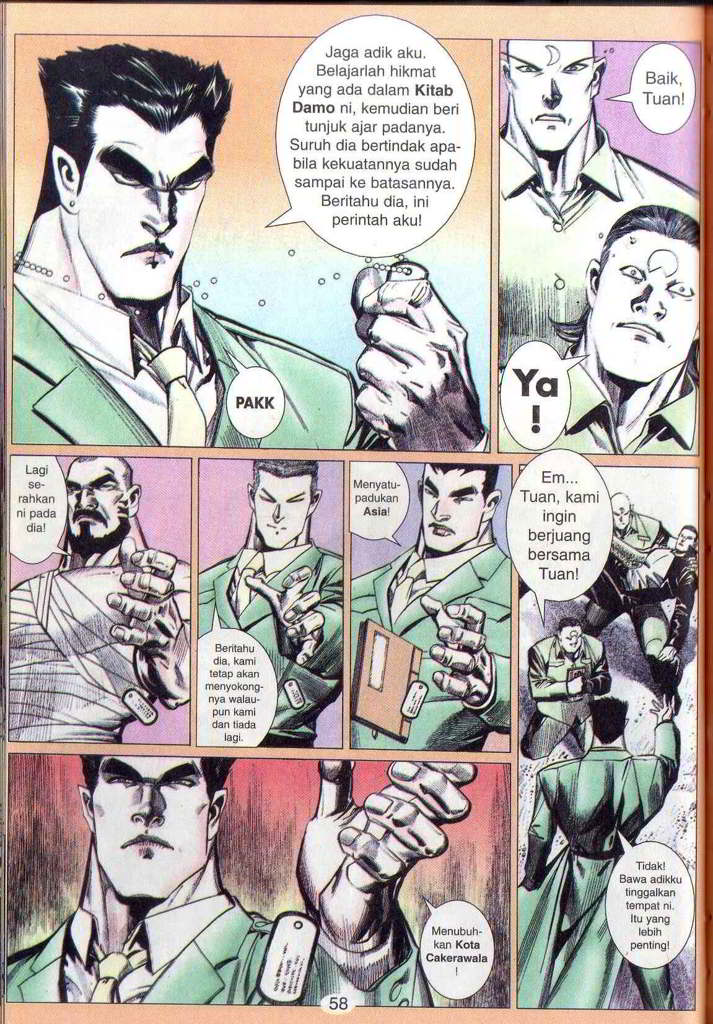 Jaga adik aku.
Belajarlah hikmat
yang ada dalam Kitab
Damo ni, kemudian beri
tunjuk ajar padanya.
Suruh dia bertindak apa-
bila kekuatannya sudah
sampai ke batasannya.
Beritahu dia, ini
perintah aku!
PAKK
Baik,
Tuan!
Ya
!
Lagi
se-
rahkan
ni pada
dia!
Beritahu
dia, kami
tetap akan
menyokong-
nya walau-
pun kami
dan tiada
lagi.
Menyatu-
padukan
Asia!
Em...
Tuan, kami
ingin
berjuang
bersama
Tuan!
Menubuh-
kan Kota
Cakerawala
!
Tidak!
Bawa adikku
tinggalkan
tempat ni.
Itu yang
lebih
penting!
58